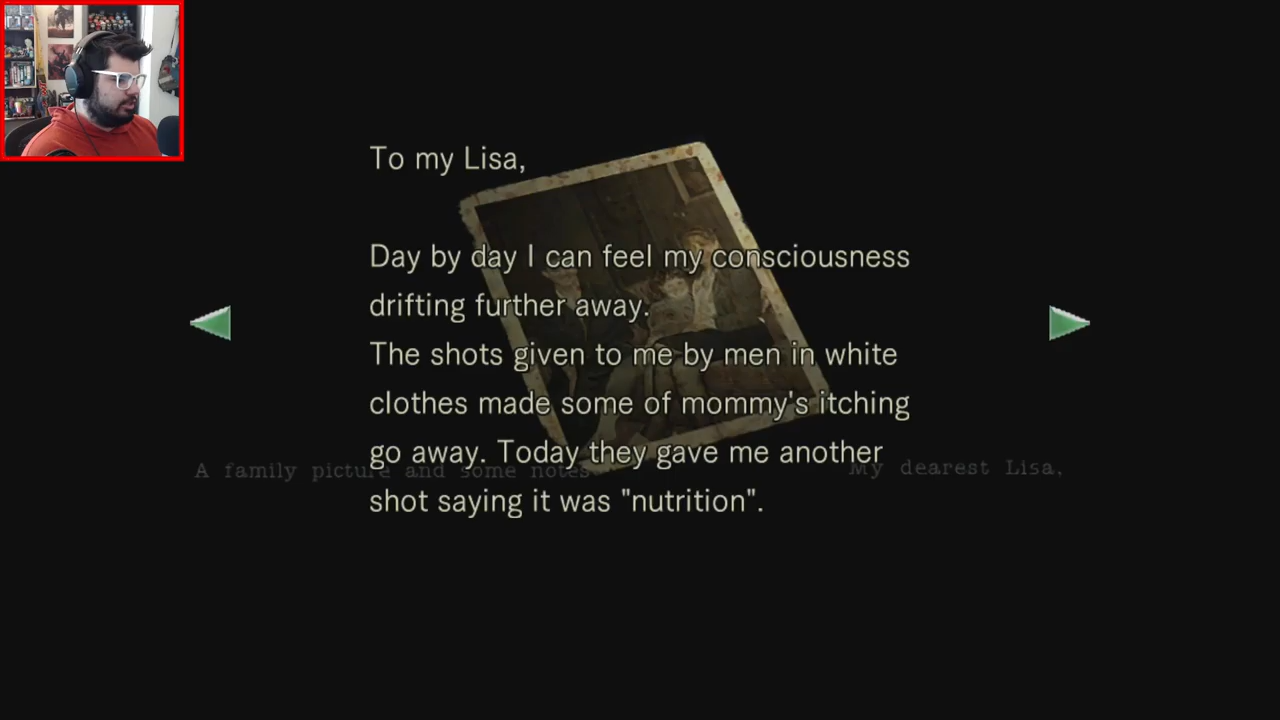 To my Lisa,
Day by day I can feel my consciousness
drifting further away.
The shots given to me by men in white
clothes made some of mommy's itching
go away. Today they gave me another
shot saying it was "nutrition".
A family picture and some notes
My dearest Lisa,